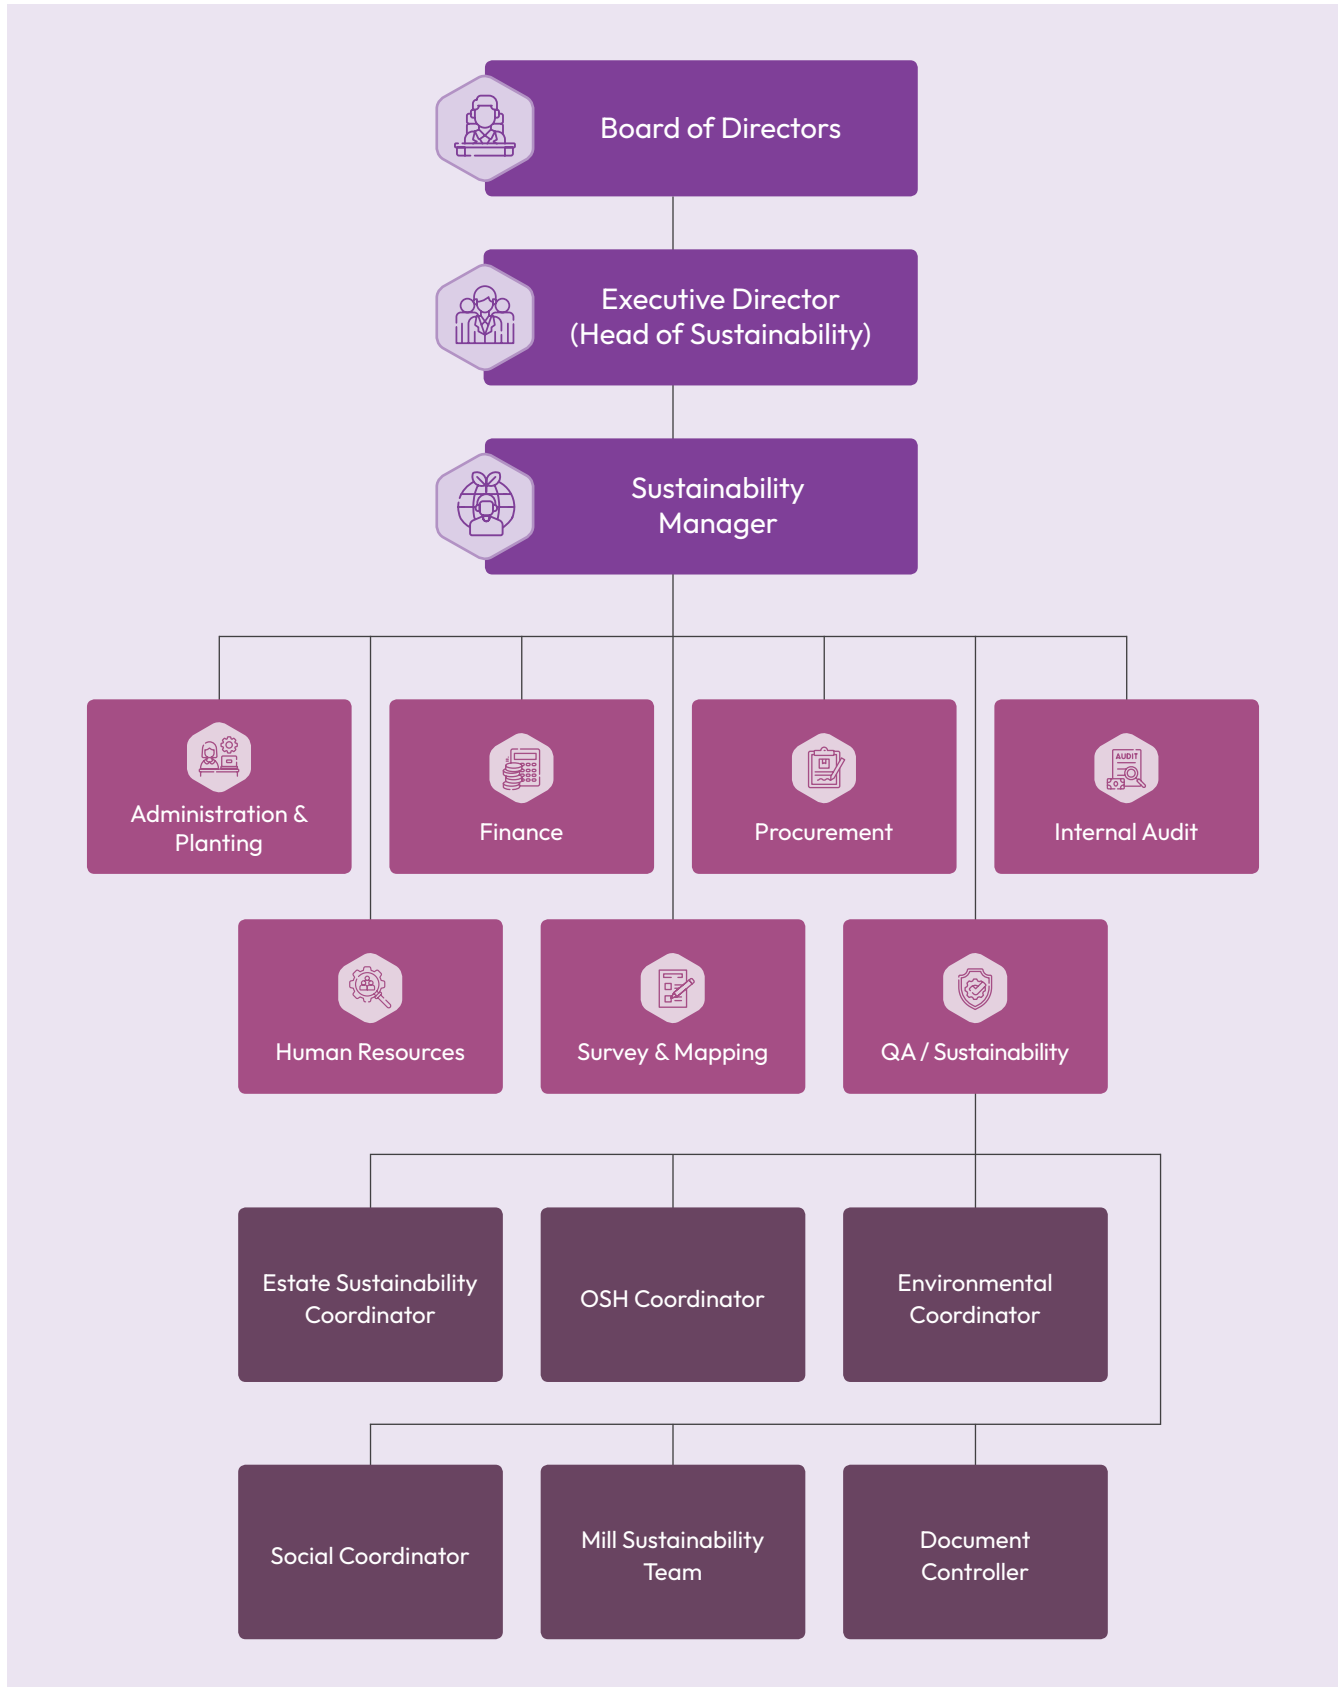 Board of Directors
Executive Director
(Head of Sustainability)
Sustainability
Manager
Administration &
Planting
Finance
Procurement
AUDIT
Internal Audit
Human Resources
Survey & Mapping
QA / Sustainability
Estate Sustainability
Coordinator
OSH Coordinator
Environmental
Coordinator
Social Coordinator
Mill Sustainability
Team
Document
Controller